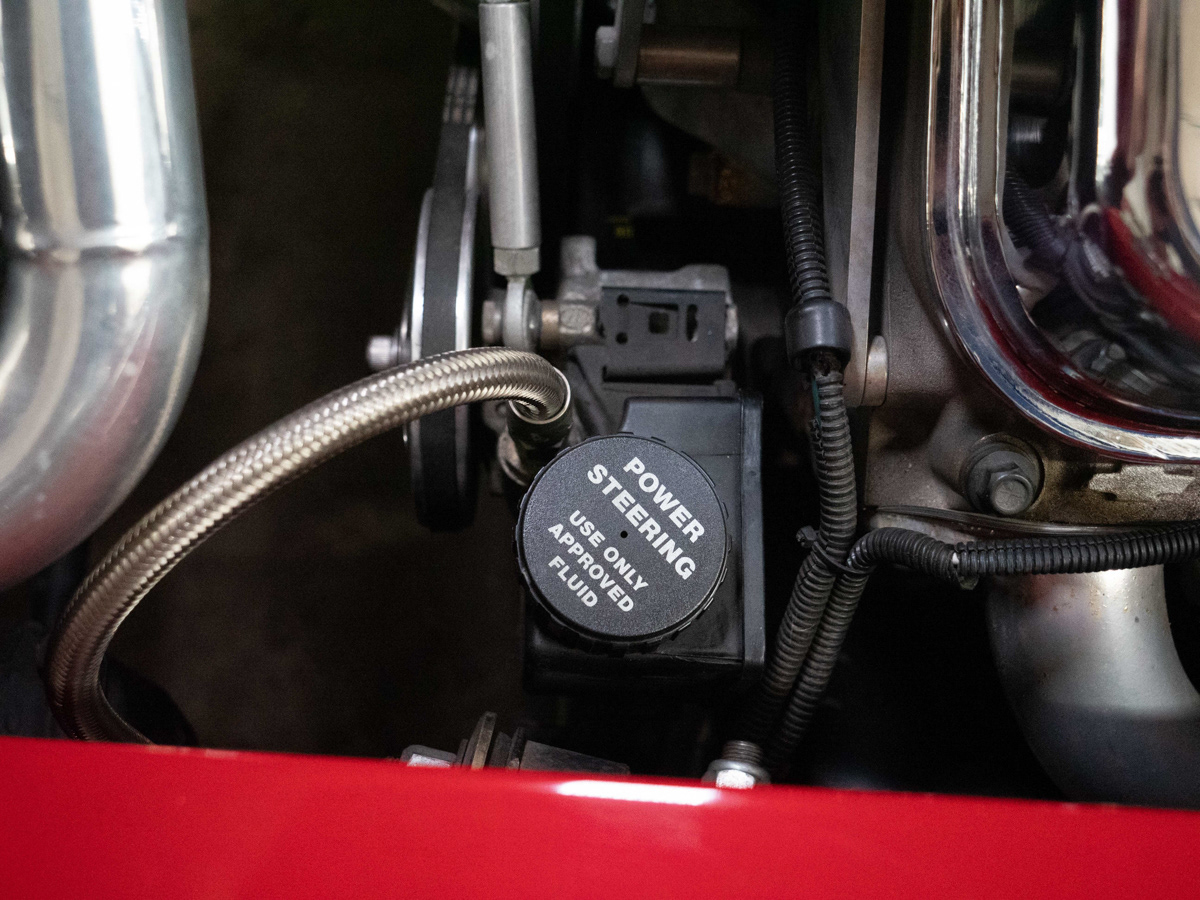 POWER
STEERING
USE ONLY
APPROVED
FLUID